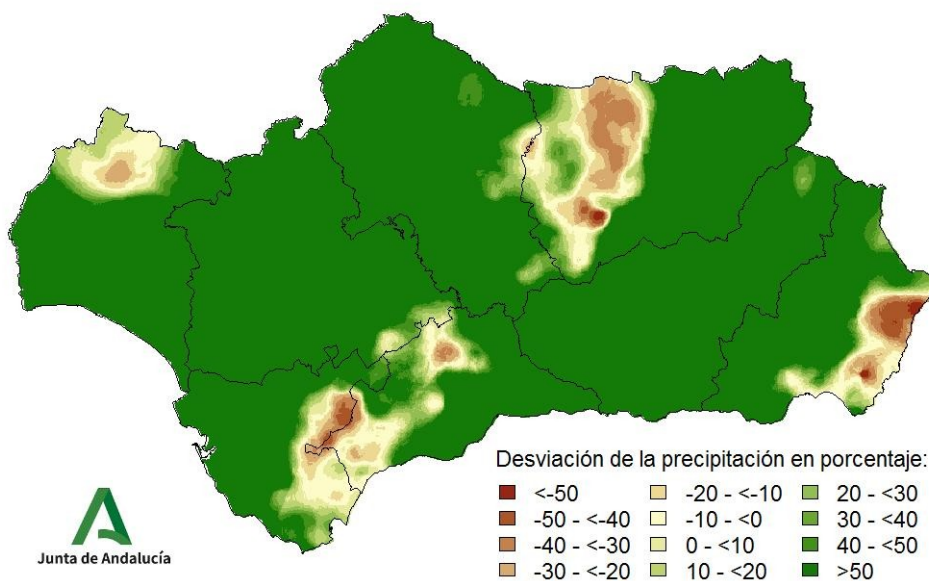 Desviación de la precipitación en porcentaje:
<-50
-20 - <-10
20 - <30
-50 - <-40
-10 - <0
30 - <40
-40 - <-30
0 - <10
40 - <50
-30 - <-20
10 - <20
>50
Junta de Andalucía